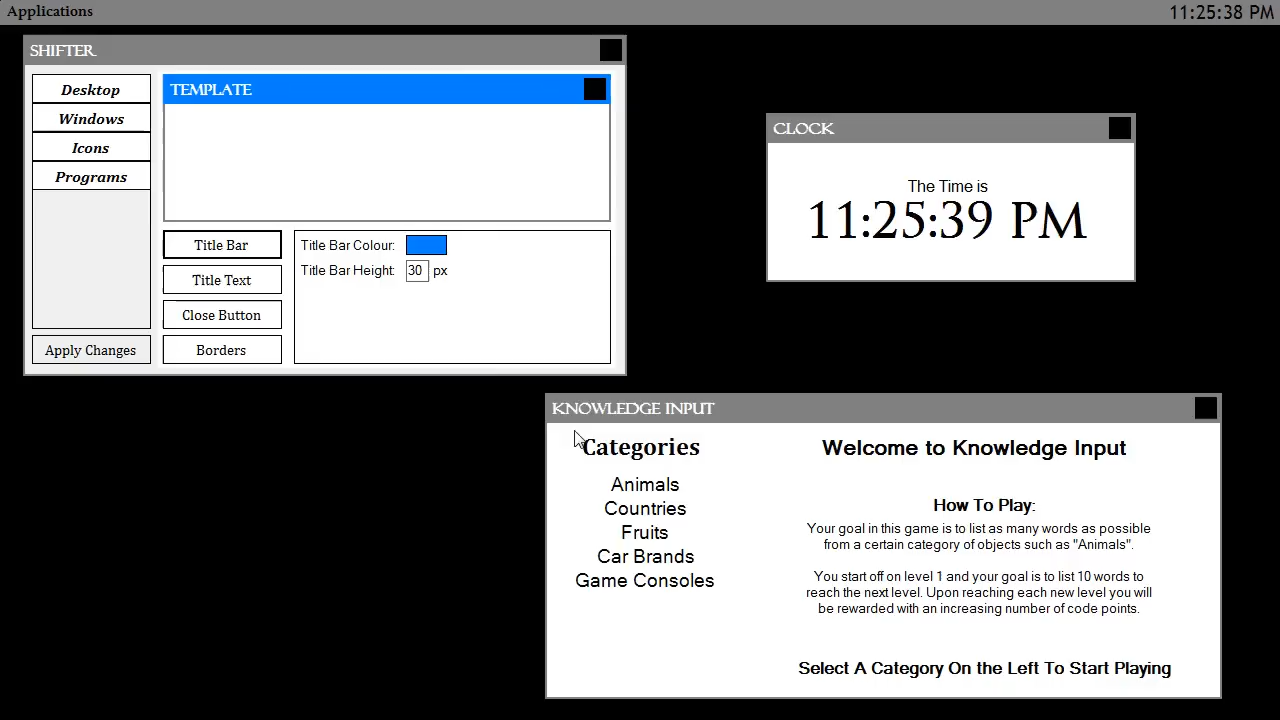 Applications
11:25:38 PM
SHIFTER
Desktop
Windows
Icons
Programs
Apply Changes
TEMPLATE
Title Bar
Title Text
Close Button
Borders
Title Bar Colour:
Title Bar Height: 30 px
CLOCK
The Time is
11:25:39 PM
KNOWLEDGE INPUT
Categories
Animals
Countries
Fruits
Car Brands
Game Consoles
Welcome to Knowledge Input
How To Play:
Your goal in this game is to list as many words as possible
from a certain category of objects such as "Animals".
You start off on level 1 and your goal is to list 10 words to
reach the next level. Upon reaching each new level you will
be rewarded with an increasing number of code points.
Select A Category On the Left To Start Playing